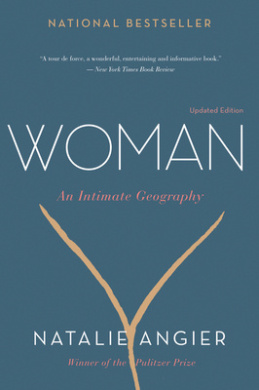 NATIONAL BESTSELLER
"A tour de force, a wonderful, entertaining and informative book."
— New York Times Book Review
Updated Edition
WOMAN
An Intimate Geography
NATALIE ANGIER
Winner of the Pulitzer Prize